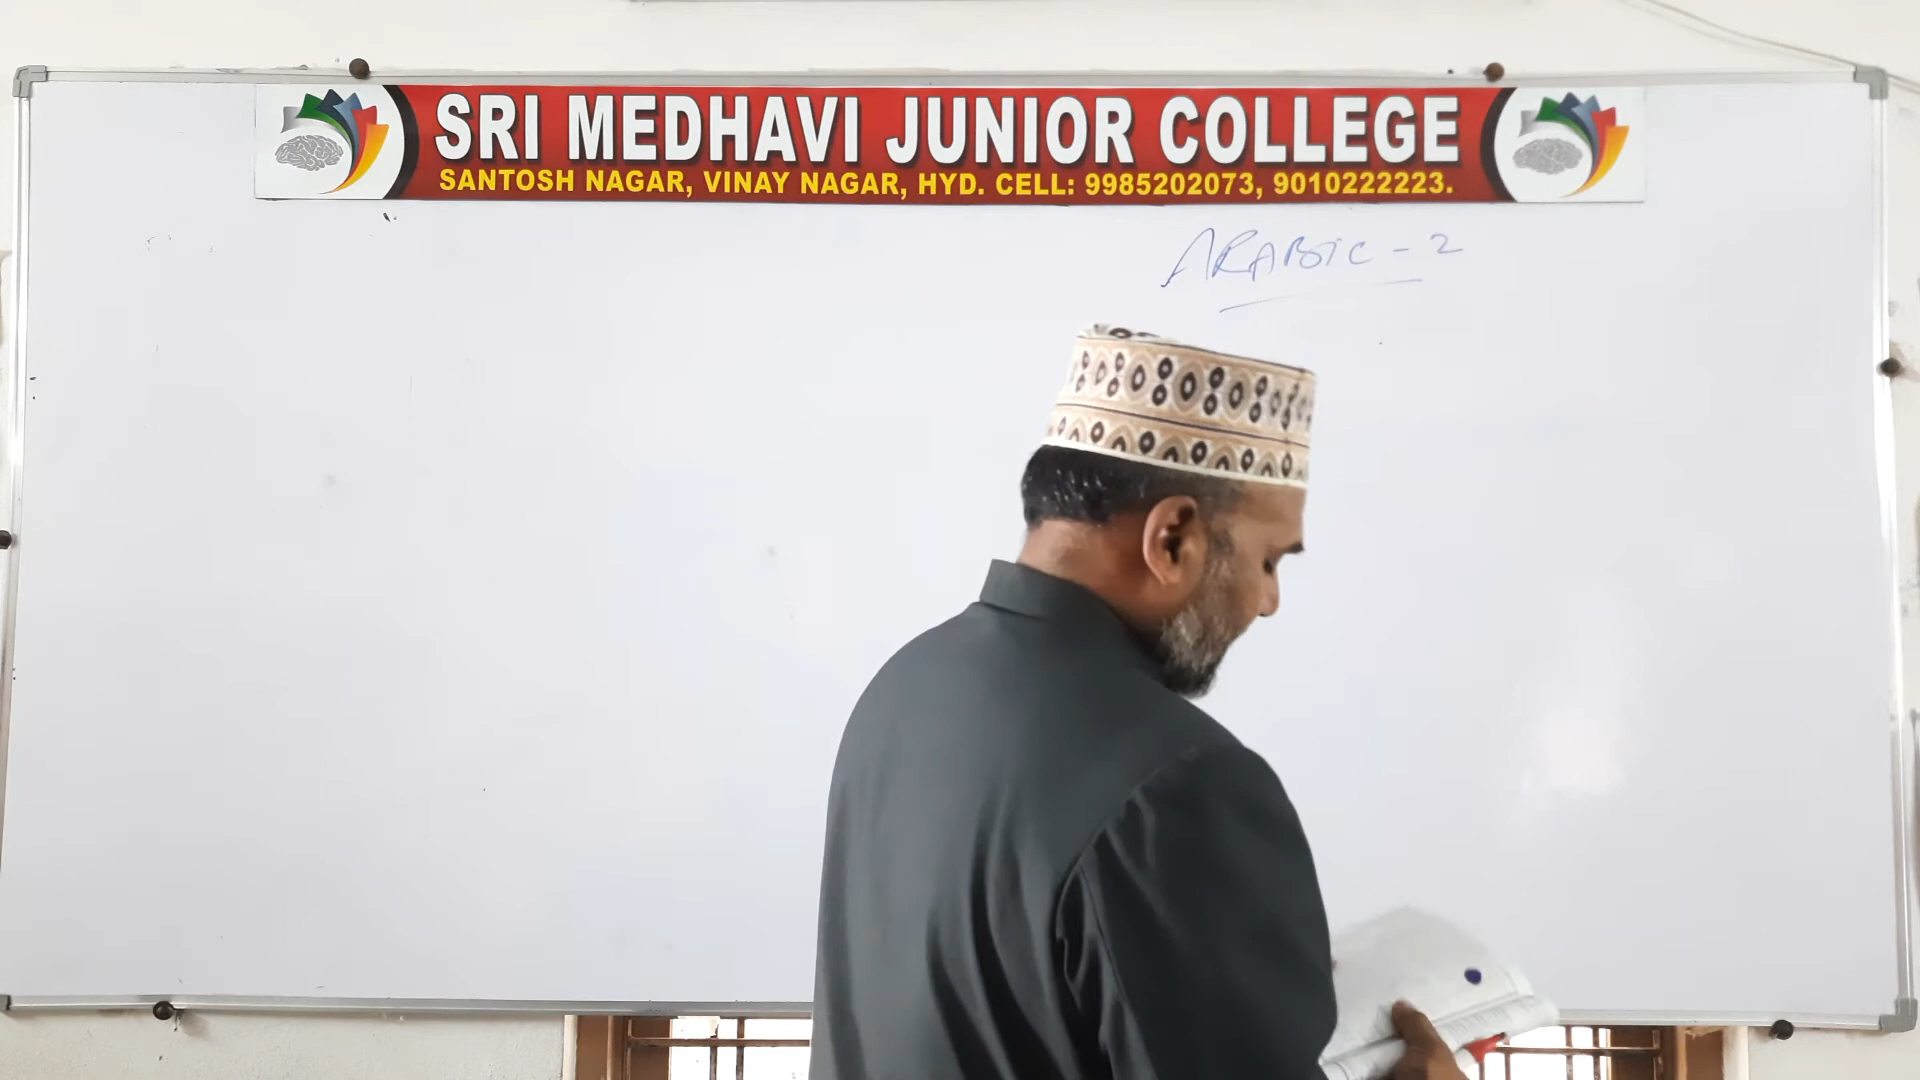 SRI MEDHAVI JUNIOR COLLEGE
SANTOSH NAGAR, VINAY NAGAR, HYD. CELL: 9985202073, 9010222223.
ARABIC - 2